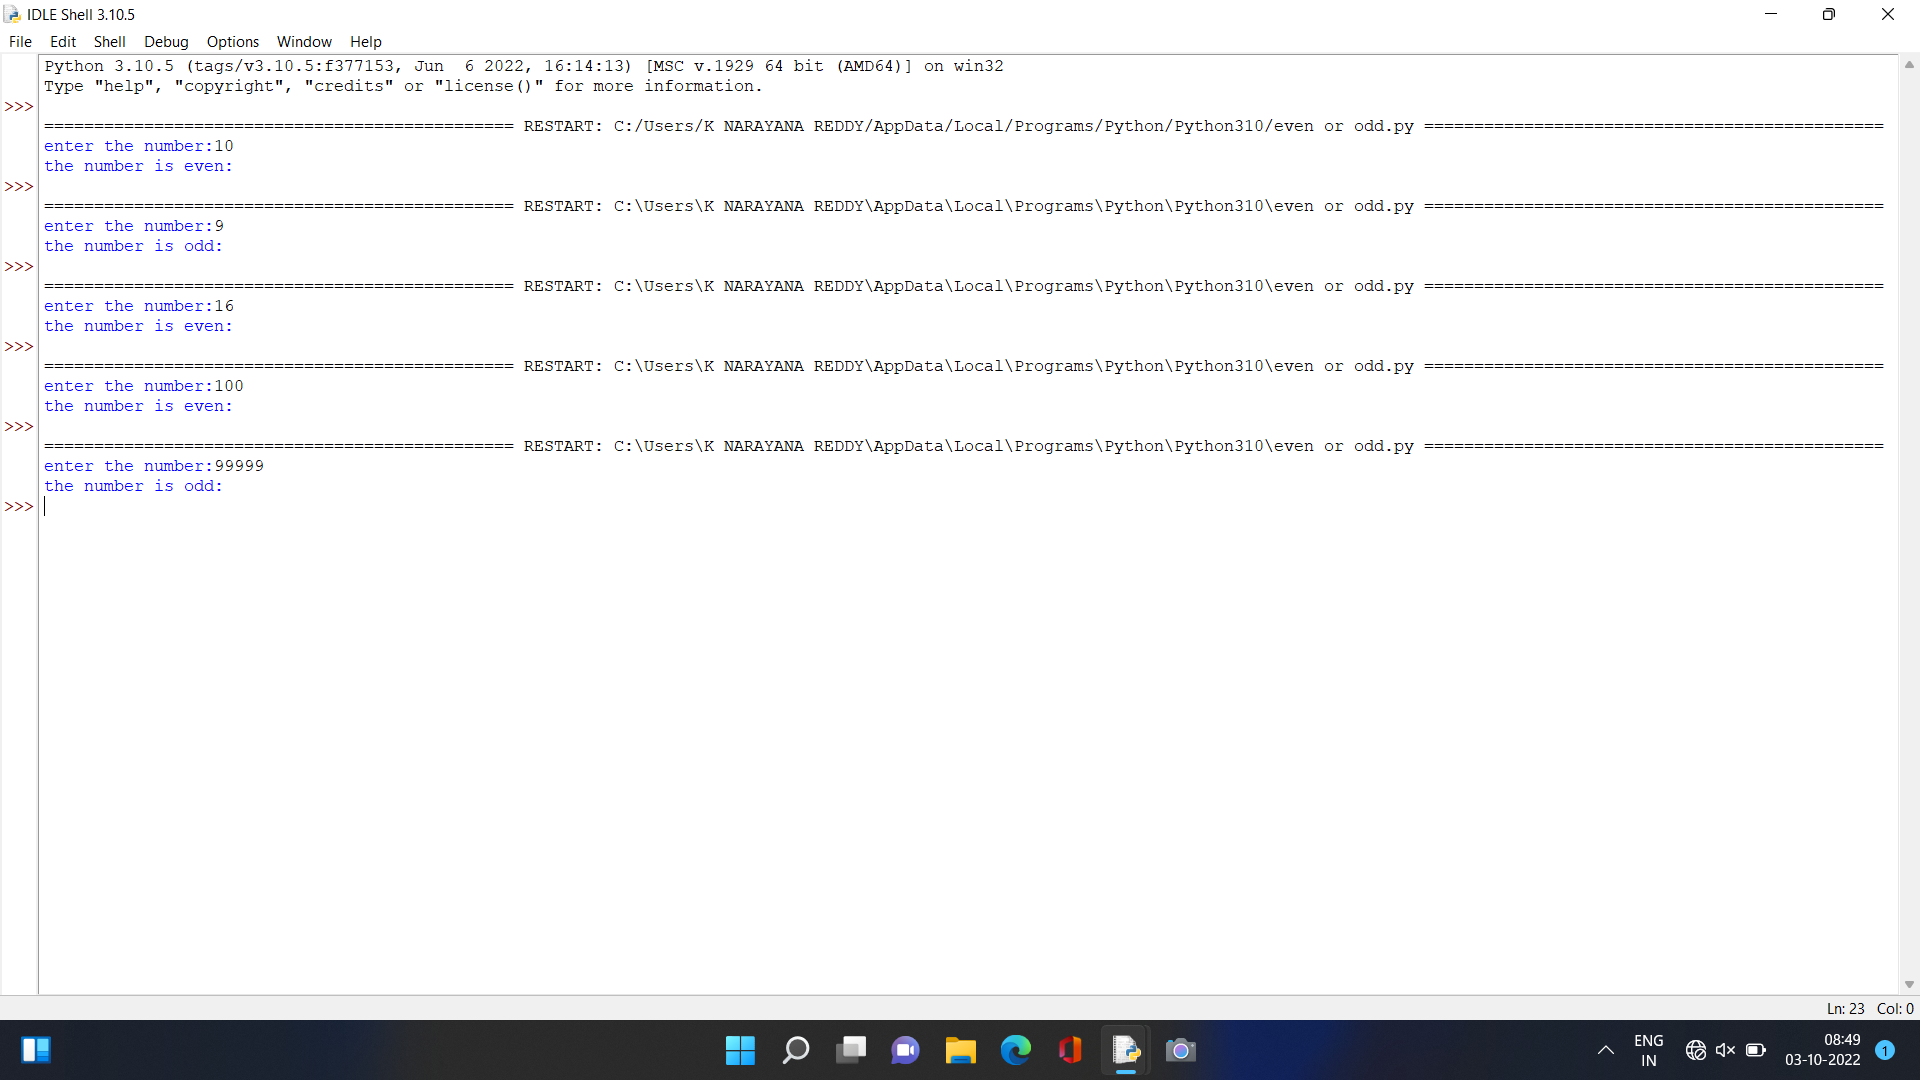 IDLE Shell 3.10.5
File Edit Shell Debug Options Window Help
Python 3.10.5 (tags/v3.10.5:f377153, Jun  6 2022, 16:14:13) [MSC v.1929 64 bit (AMD64)] on win32
Type "help", "copyright", "credits" or "license()" for more information.
>>>
=============================================== RESTART: C:/Users/K NARAYANA REDDY/AppData/Local/Programs/Python/Python310/even or odd.py ==============================================
enter the number:10
the number is even:
>>>
=============================================== RESTART: C:\Users\K NARAYANA REDDY\AppData\Local\Programs\Python\Python310\even or odd.py ==============================================
enter the number:9
the number is odd:
>>>
=============================================== RESTART: C:\Users\K NARAYANA REDDY\AppData\Local\Programs\Python\Python310\even or odd.py ==============================================
enter the number:16
the number is even:
>>>
=============================================== RESTART: C:\Users\K NARAYANA REDDY\AppData\Local\Programs\Python\Python310\even or odd.py ==============================================
enter the number:100
the number is even:
>>>
=============================================== RESTART: C:\Users\K NARAYANA REDDY\AppData\Local\Programs\Python\Python310\even or odd.py ==============================================
enter the number:99999
the number is odd:
>>>
Ln: 23 Col: 0
ENG
IN
08:49
03-10-2022
1